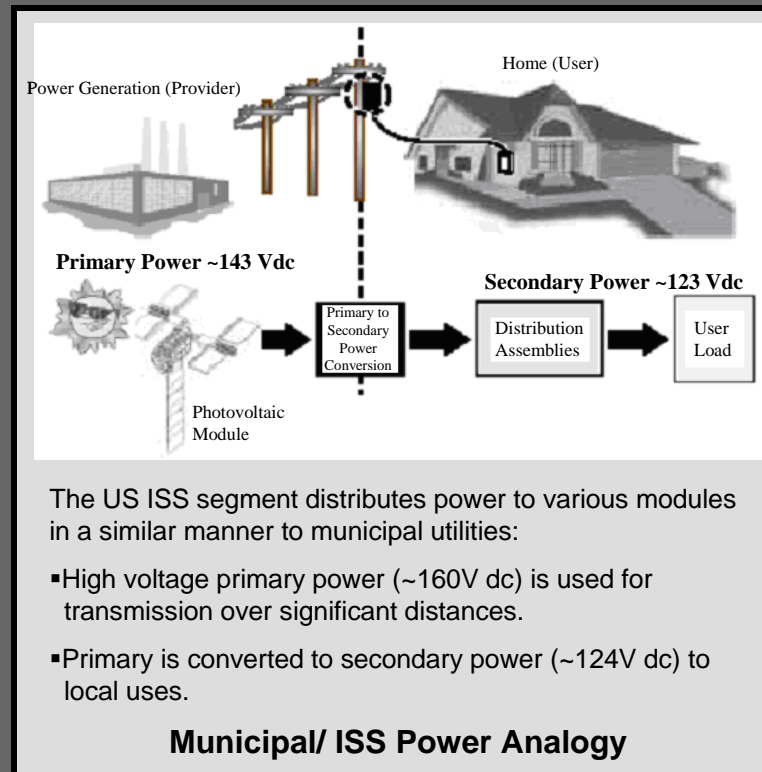 Home (User)
Power Generation (Provider)
Primary Power ~143 Vdc
Secondary Power ~123 Vdc
Primary to
Secondary
Power
Conversion
Distribution
Assemblies
User
Load
Photovoltaic
Module
The US ISS segment distributes power to various modules
in a similar manner to municipal utilities:
▪High voltage primary power (~160V dc) is used for
transmission over significant distances.
▪Primary is converted to secondary power (~124V dc) to
local uses.
Municipal/ ISS Power Analogy